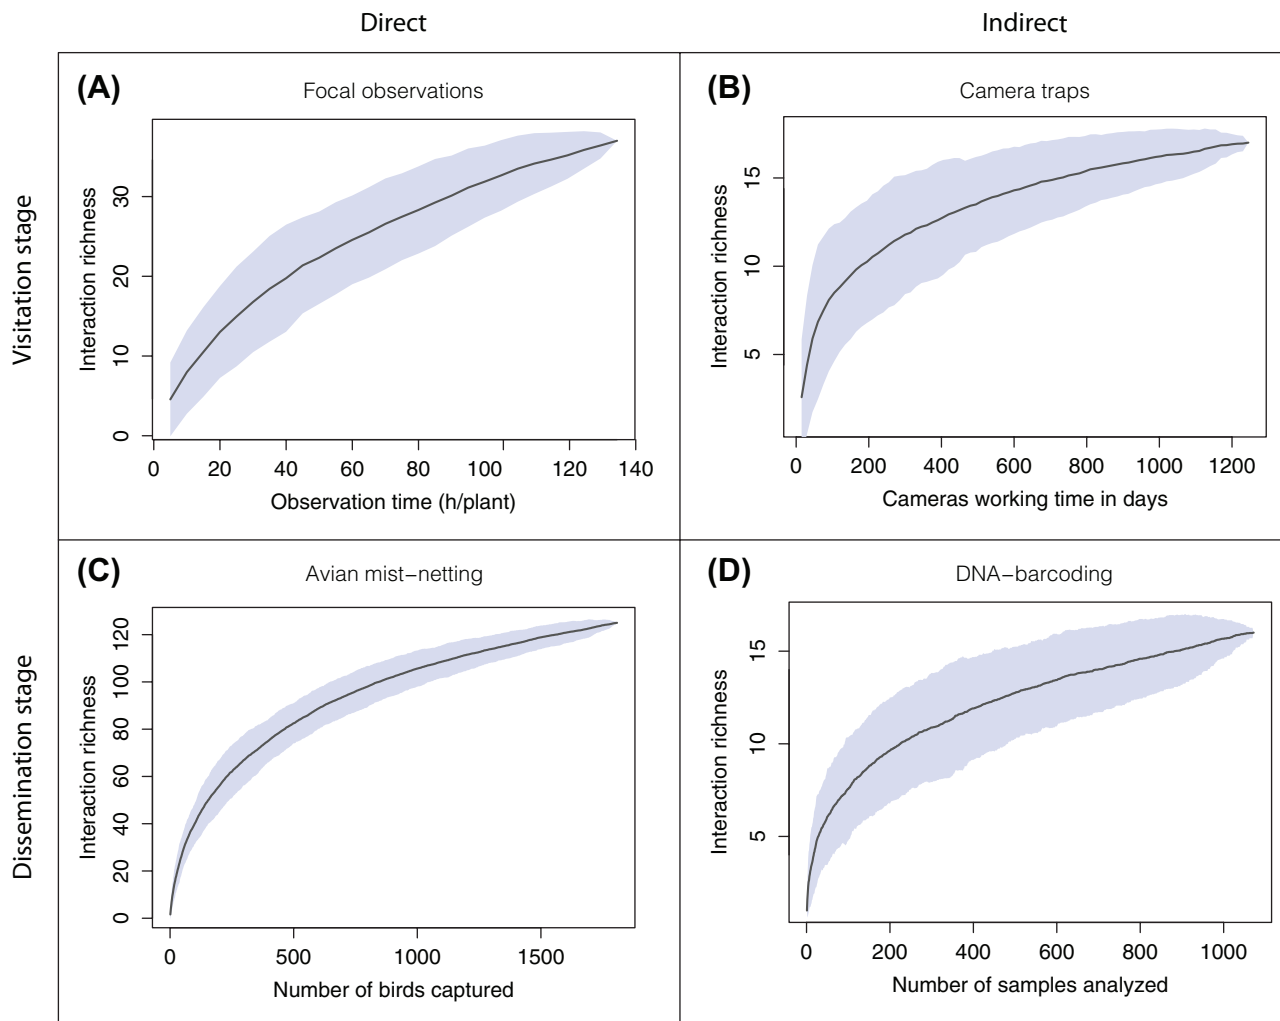 Direct
Indirect
Visitation stage
Dissemination stage
(A)
Focal observations
Interaction richness
0
10
20
30
0 20 40 60 80 100 120 140
Observation time (h/plant)
(B)
Camera traps
Interaction richness
5
10
15
0 200 400 600 800 1000 1200
Cameras working time in days
(C)
Avian mist−netting
Interaction richness
0
20
40
60
80
100
120
0 500 1000 1500
Number of birds captured
(D)
DNA−barcoding
Interaction richness
5
10
15
0 200 400 600 800 1000
Number of samples analyzed